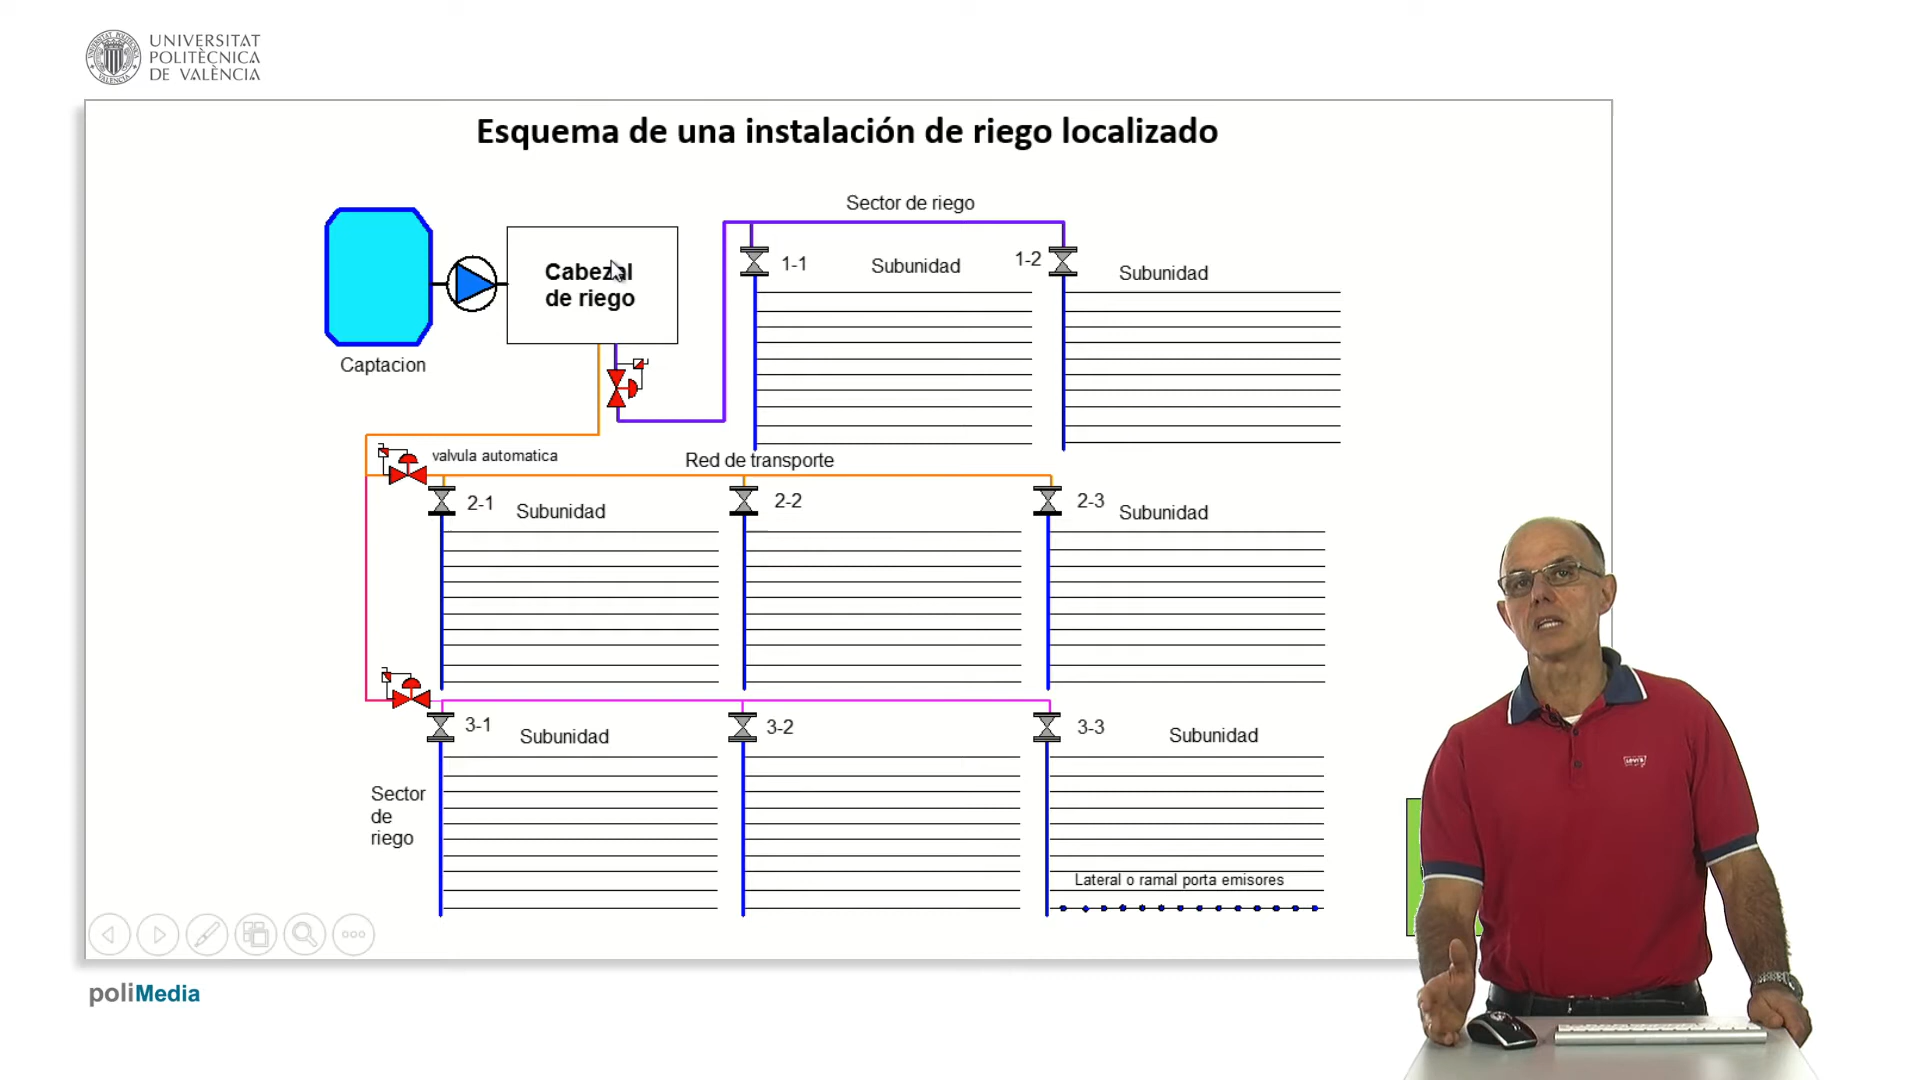 UNIVERSITAT
POLITÈCNICA
DE VALÈNCIA
Esquema de una instalación de riego localizado
Sector de riego
1-1
Subunidad
1-2
Subunidad
Cabezal
de riego
Captacion
valvula automatica
Red de transporte
2-1
Subunidad
2-2
2-3
Subunidad
3-1
Subunidad
3-2
3-3
Subunidad
Sector
de
riego
Lateral o ramal porta emisores
LEVI'S
poliMedia